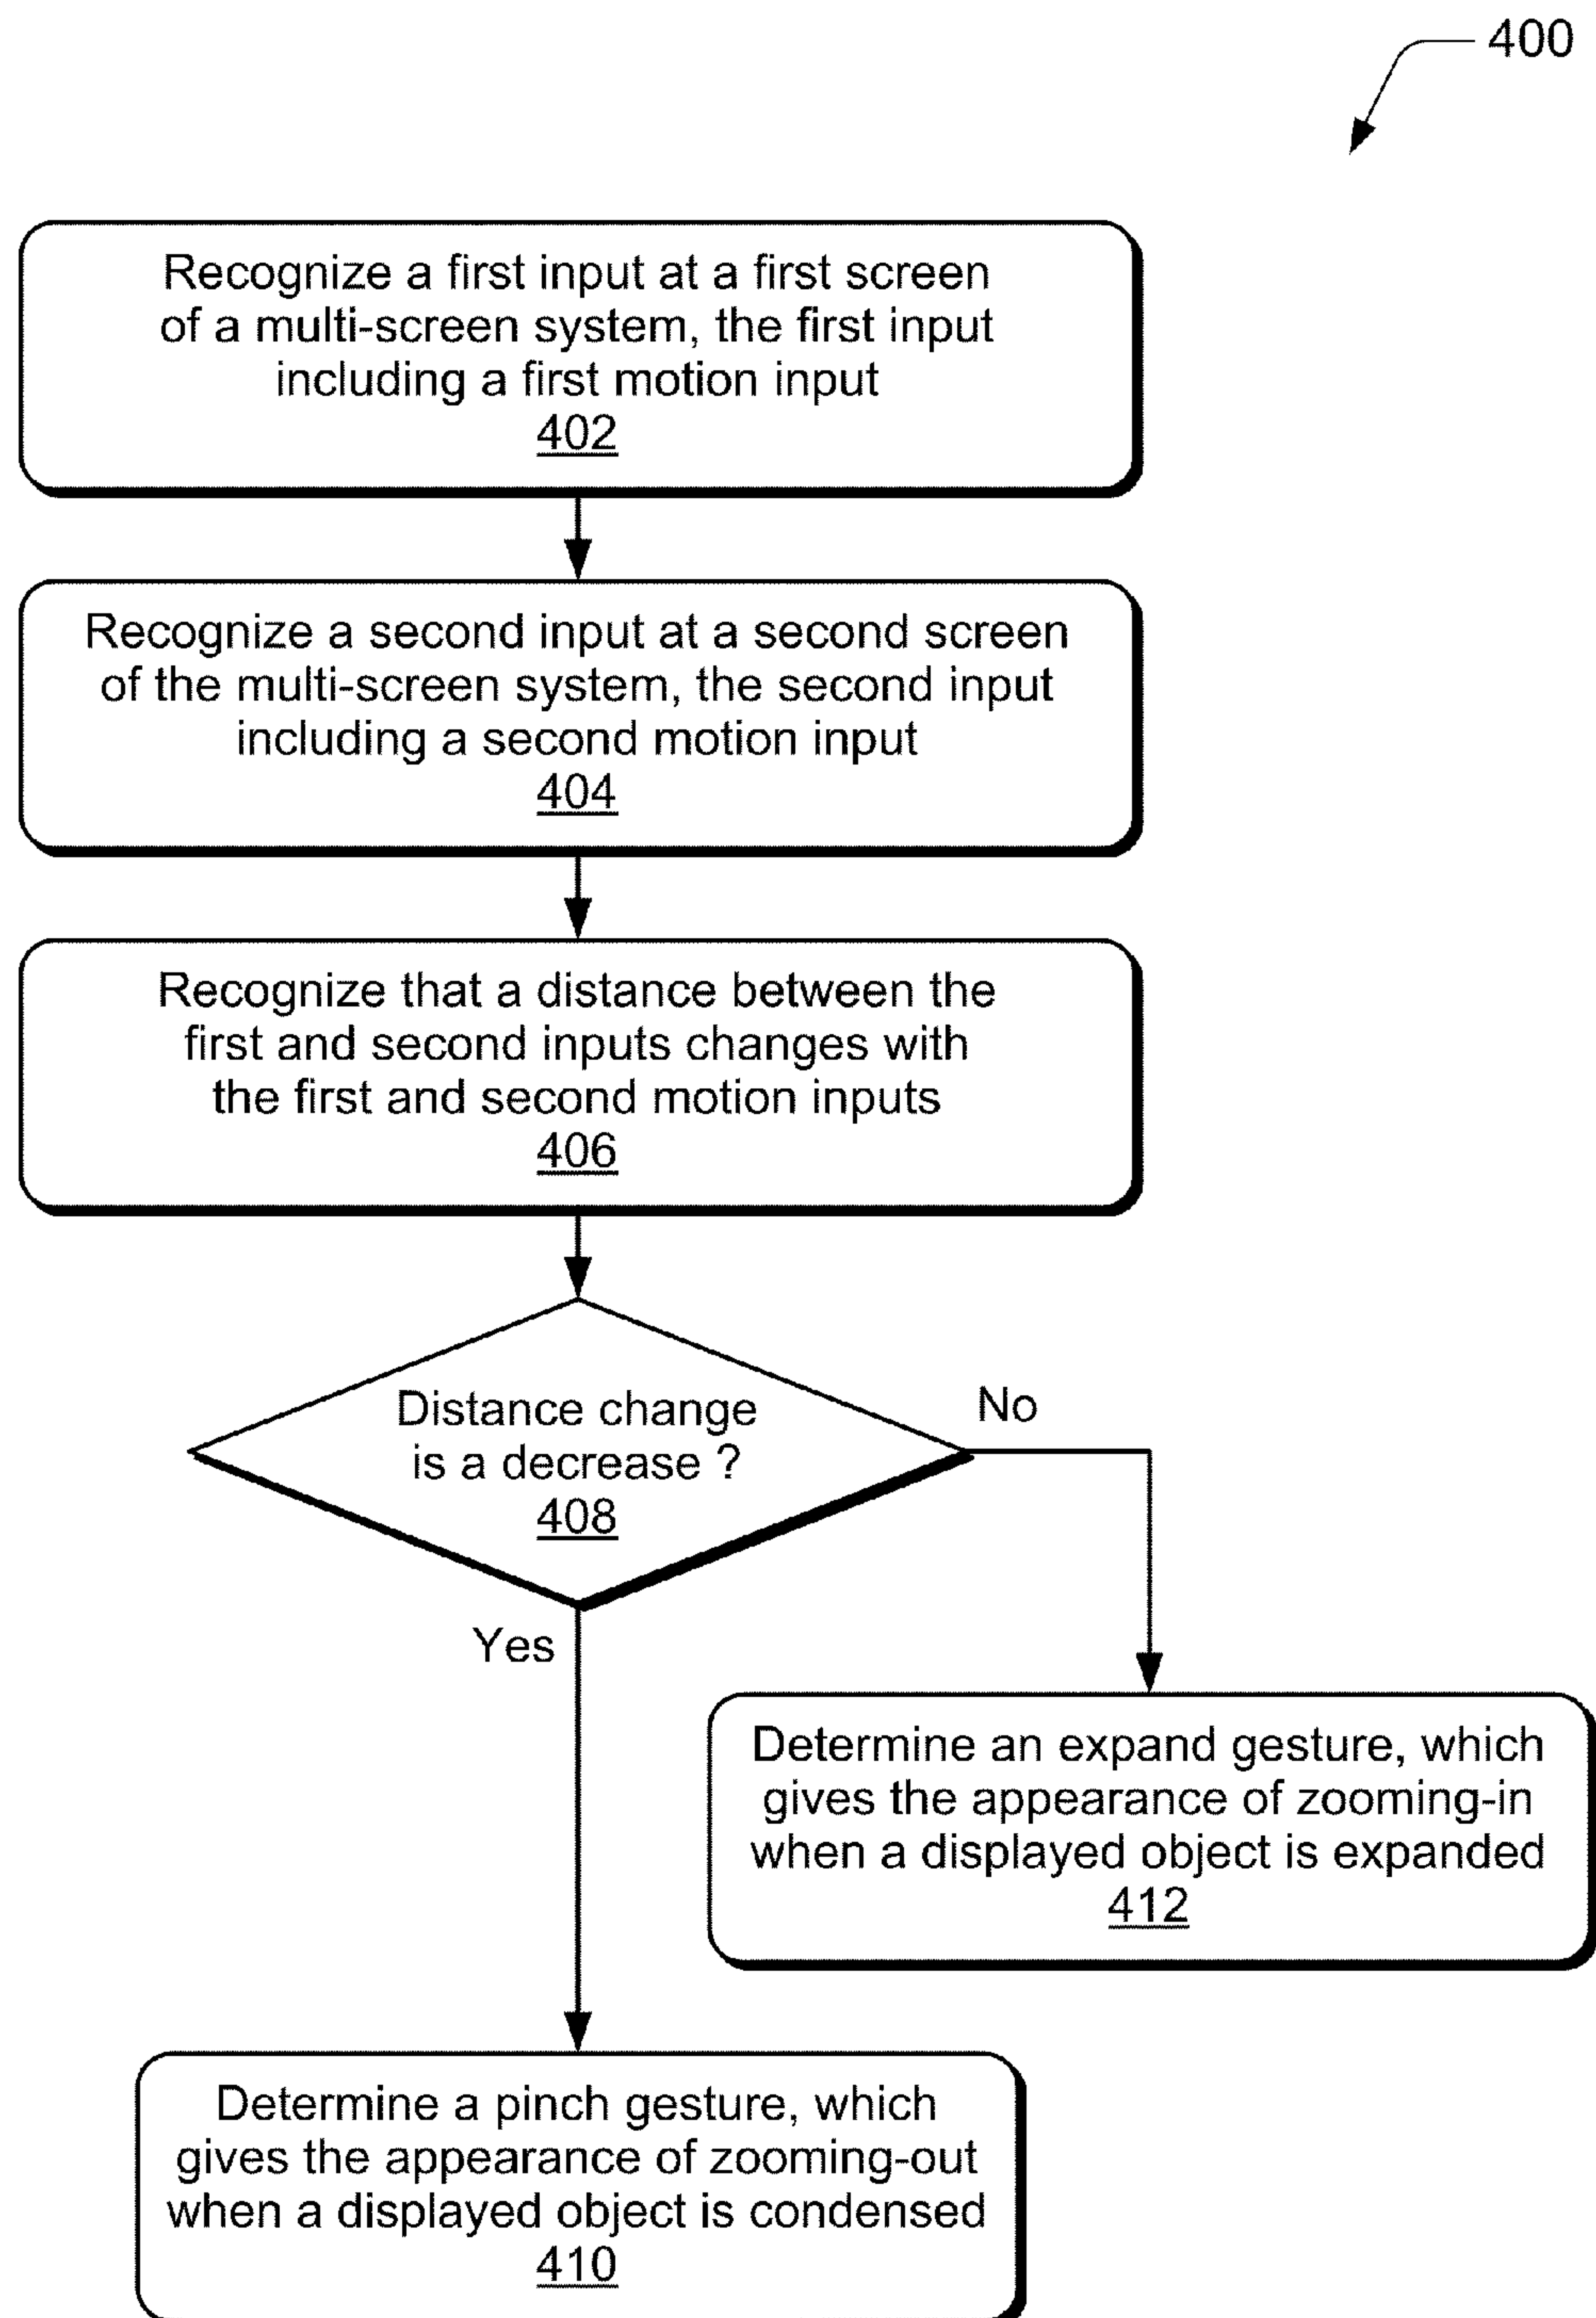 400
Recognize a first input at a first screen
of a multi-screen system, the first input
including a first motion input
402
Recognize a second input at a second screen
of the multi-screen system, the second input
including a second motion input
404
Recognize that a distance between the
first and second inputs changes with
the first and second motion inputs
406
Distance change
is a decrease ?
408
No
Yes
Determine an expand gesture, which
gives the appearance of zooming-in
when a displayed object is expanded
412
Determine a pinch gesture, which
gives the appearance of zooming-out
when a displayed object is condensed
410